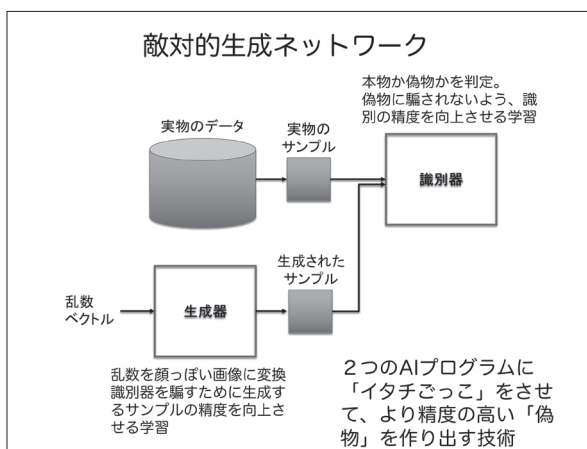 敵対的生成ネットワーク
本物か偽物かを判定。
偽物に騙されないよう、識
別の精度を向上させる学習
実物のデータ
実物の
サンプル
識別器
生成された
サンプル
乱数
ベクトル
生成器
乱数を顔っぽい画像に変換
識別器を騙すために生成す
るサンプルの精度を向上さ
せる学習
２つのAIプログラムに
「イタチごっこ」をさせ
て、より精度の高い「偽
物」を作り出す技術